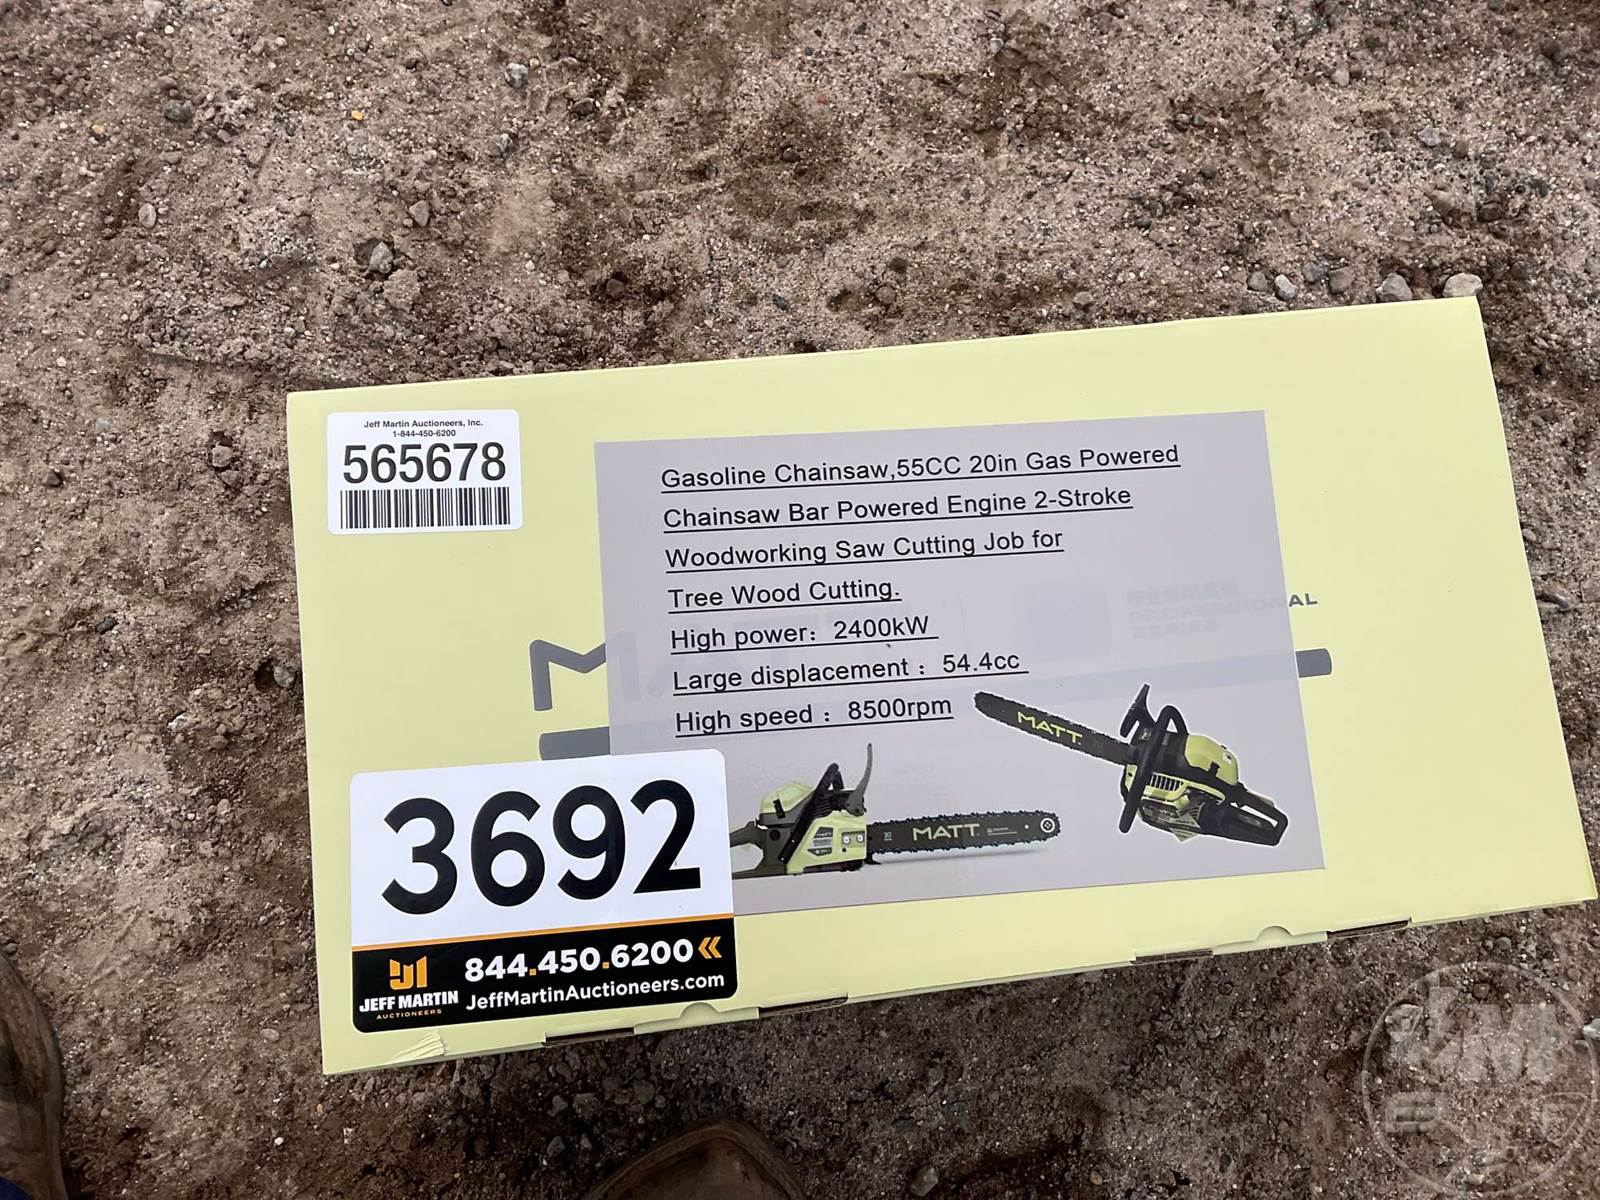 Jeff Martin Auctioneers, Inc.
1-844-450-6200
565678
Gasoline Chainsaw,55CC 20in Gas Powered
Chainsaw Bar Powered Engine 2-Stroke
Woodworking Saw Cutting Job for
Tree Wood Cutting.
High power：2400kW
Large displacement：54.4cc
High speed：8500rpm
AL
MATT
MATT
3692
844.450.6200
JEFF MARTIN
AUCTIONEERS
JeffMartinAuctioneers.com